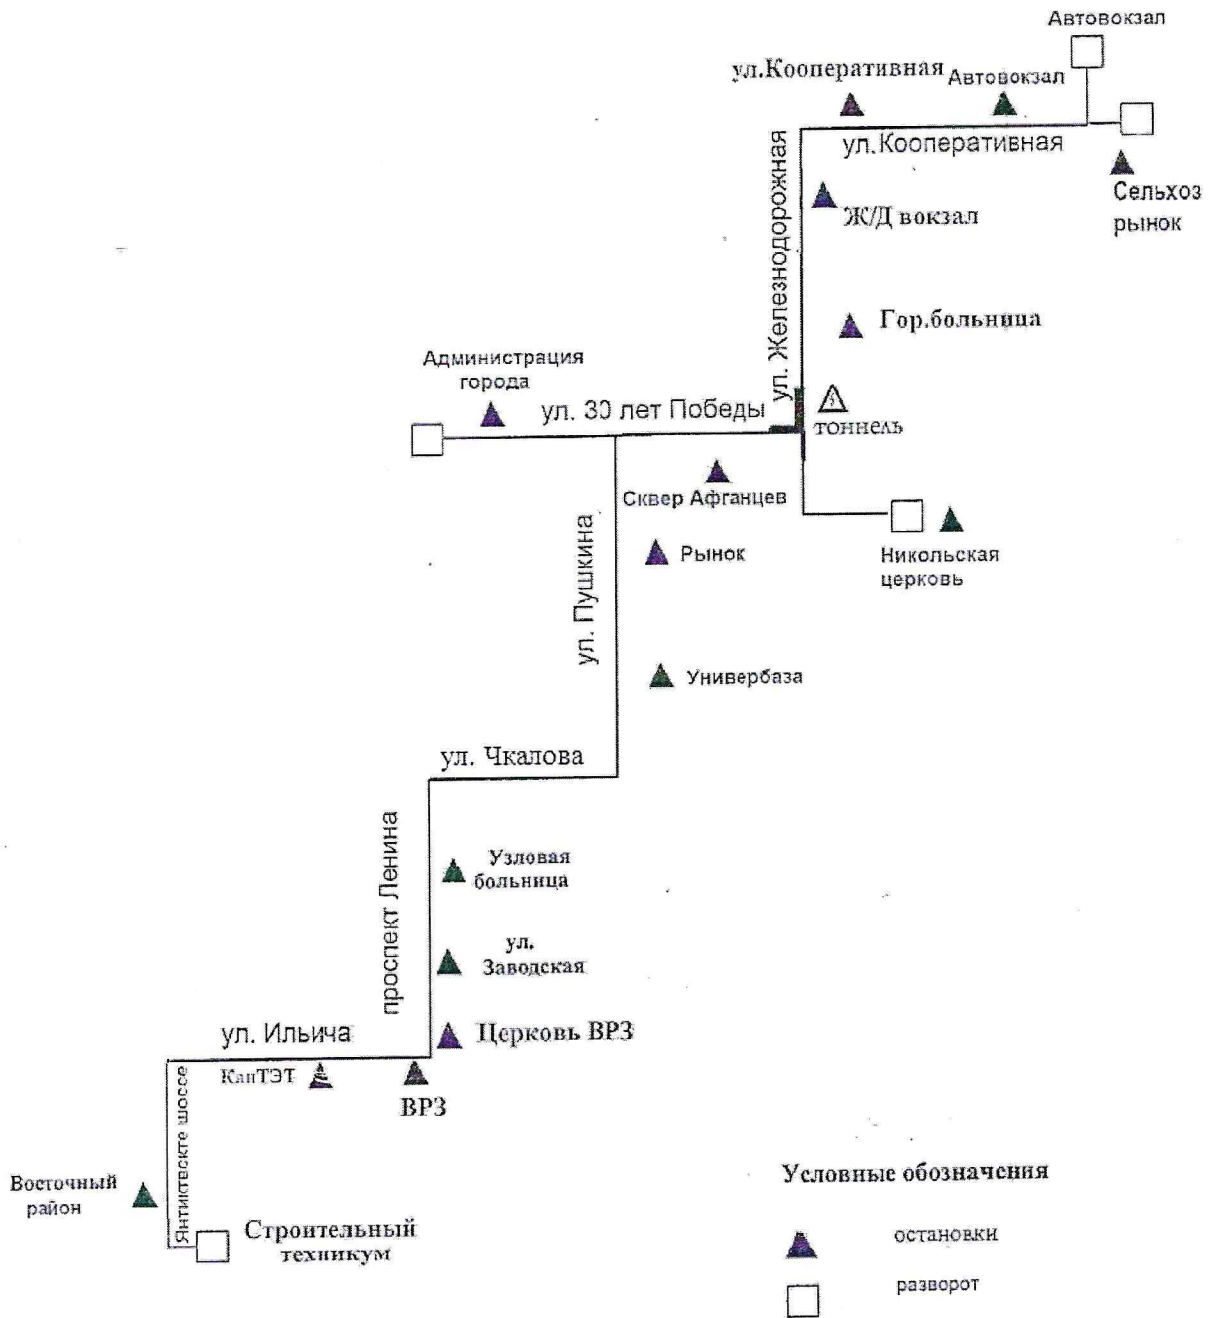 Автовокзал
ул.Кооперативная
Автовокзал
ул.Кооперативная
Сельхоз
рынок
ул. Железнодорожная
Ж/Д вокзал
Гор.больница
Администрация
города
ул. 30 лет Победы
тоннель
Сквер Афганцев
Никольская
церковь
ул. Пушкина
Рынок
Универбаза
ул. Чкалова
проспект Ленина
Узловая
больница
ул.
Заводская
Церковь ВРЗ
ул. Ильича
КанТЭТ
ВРЗ
шоссе
Восточный
район
Строительный
техникум
Условные обозначения
остановки
разворот